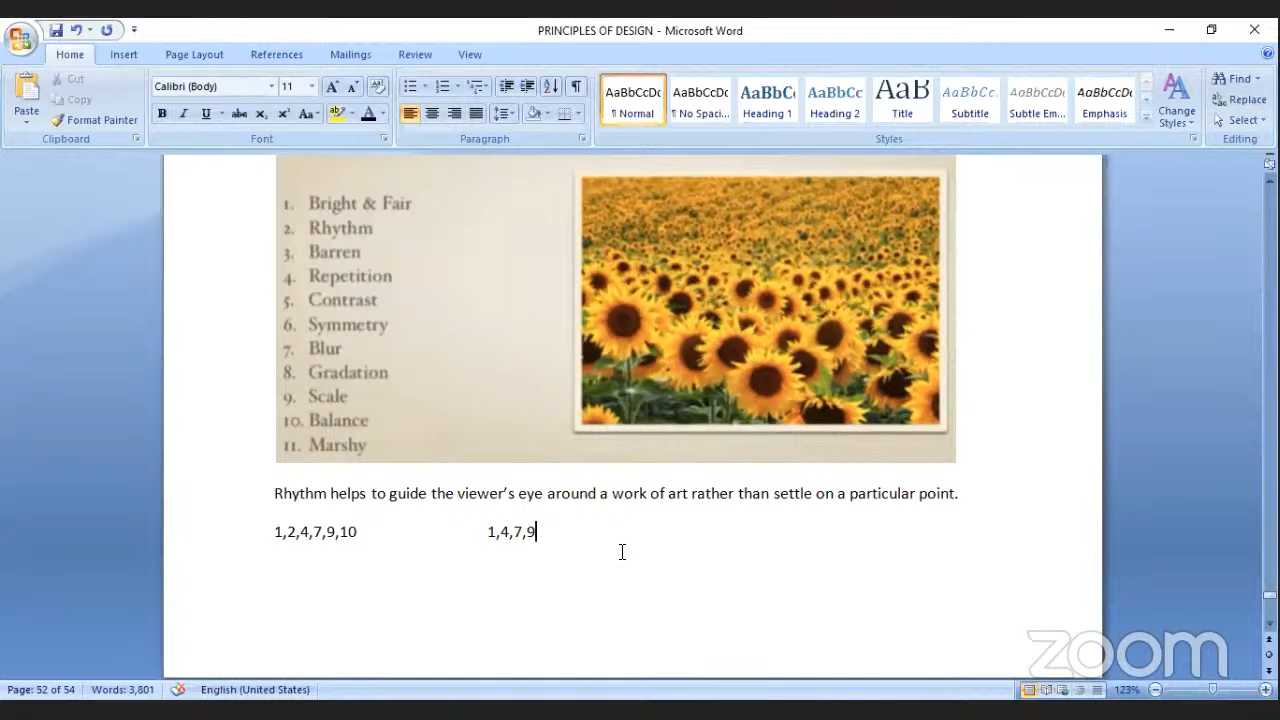 PRINCIPLES OF DESIGN - Microsoft Word
Home Insert Page Layout References Mailings Review View
Paste
Cut
Copy
Format Painter
Clipboard
Calibri (Body) 11
B I U abc x₂ x² Aa A
Font
Paragraph
AaBbCcDc AaBbCcDc AaBbCc AaBbCc AaB AaBbCc. AaBbCcDc AaBbCcDc
¶ Normal ¶ No Spaci... Heading 1 Heading 2 Title Subtitle Subtle Em... Emphasis
Change Styles
Styles
Find
Replace
Select
Editing
1. Bright & Fair
2. Rhythm
3. Barren
4. Repetition
5. Contrast
6. Symmetry
7. Blur
8. Gradation
9. Scale
10. Balance
11. Marshy
Rhythm helps to guide the viewer’s eye around a work of art rather than settle on a particular point.
1,2,4,7,9,10 1,4,7,9
zoom
Page: 52 of 54 Words: 3,801 English (United States) 123%